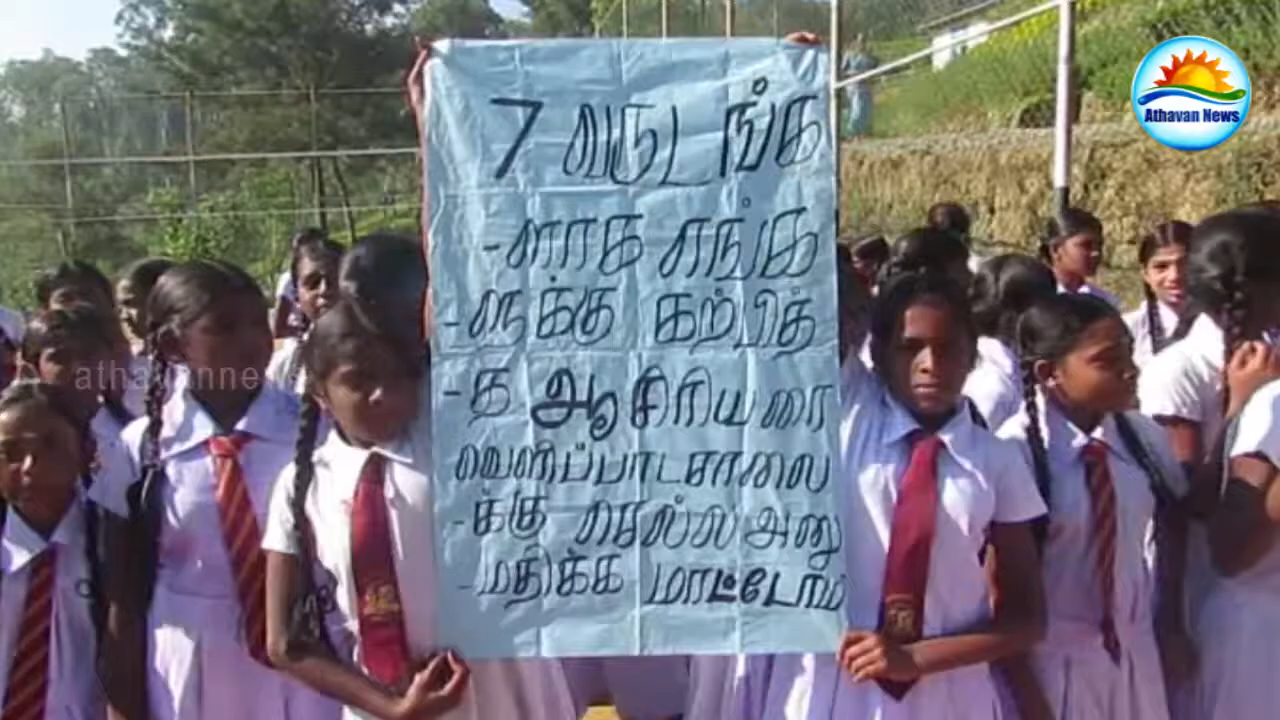 Athavan News
7 வருடங்க
-ளாக எங்க
-ளுக்கு கற்பித்
-த ஆசிரியரை
வெளிப்பாடசாலை
-க்கு செல்ல அனு
-மதிக்க மாட்டோம்
athavannews